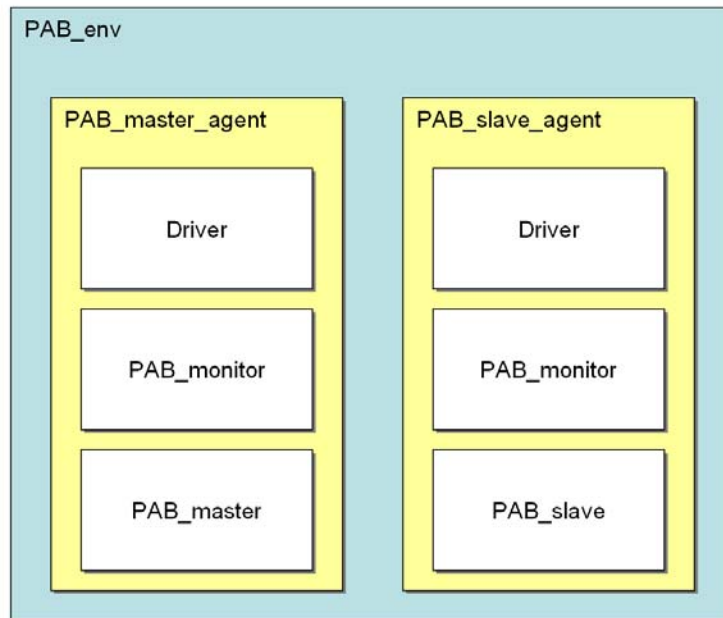 PAB_env
PAB_master_agent
Driver
PAB_monitor
PAB_master
PAB_slave_agent
Driver
PAB_monitor
PAB_slave